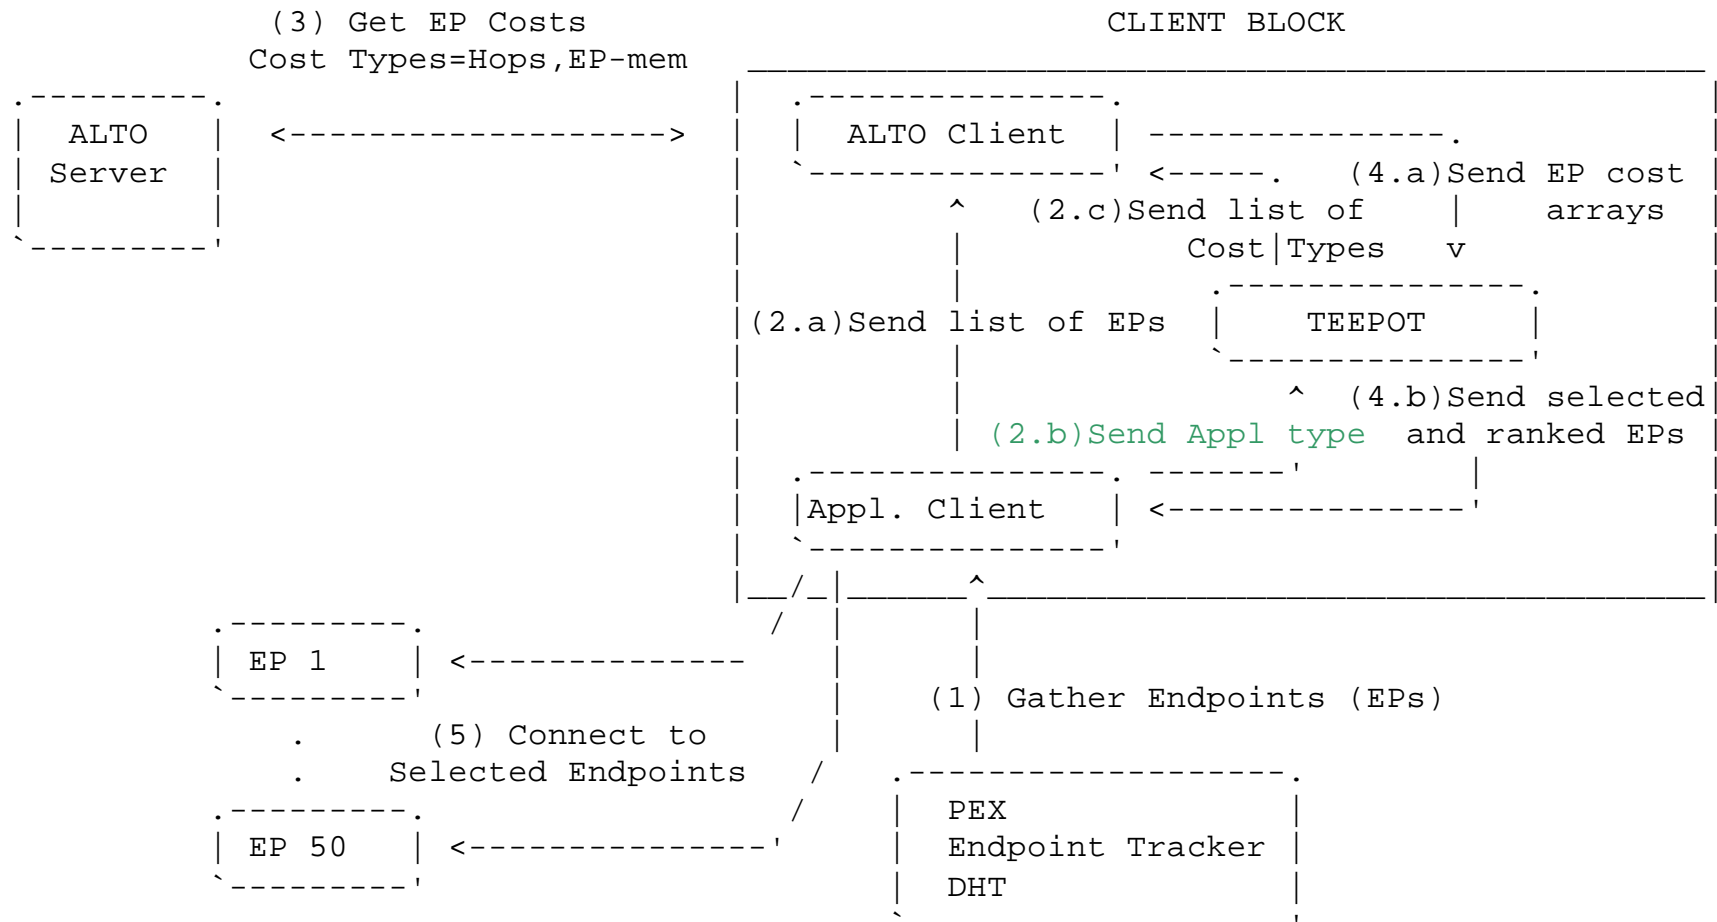 (3) Get EP Costs
Cost Types=Hops,EP-mem
CLIENT BLOCK
ALTO
Server
ALTO Client
(4.a)Send EP cost
arrays
(2.c)Send list of
Cost|Types
(2.a)Send list of EPs
TEEPOT
(4.b)Send selected
and ranked EPs
(2.b)Send Appl type
Appl. Client
EP 1
(1) Gather Endpoints (EPs)
(5) Connect to
Selected Endpoints
EP 50
PEX
Endpoint Tracker
DHT